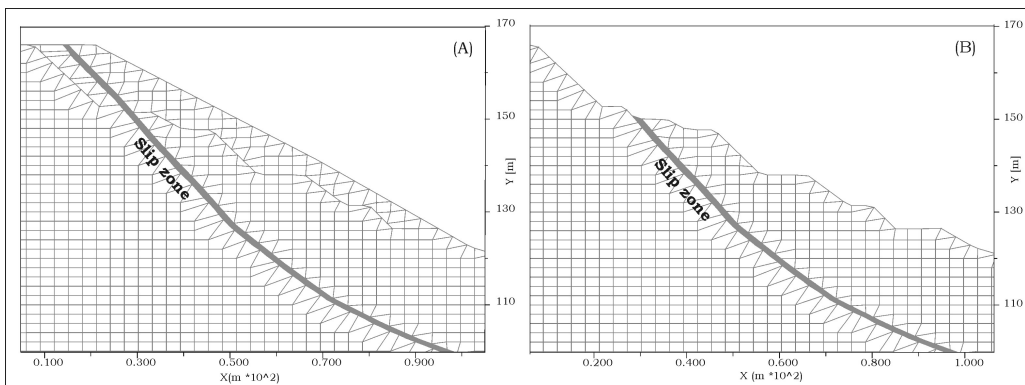 (A)
170
150
130
110
Y [m]
Slip zone
0.100 0.300 0.500 0.700 0.900
X(m *10^2)
(B)
170
150
130
110
Y [m]
Slip zone
0.200 0.400 0.600 0.800 1.000
X (m *10^2)